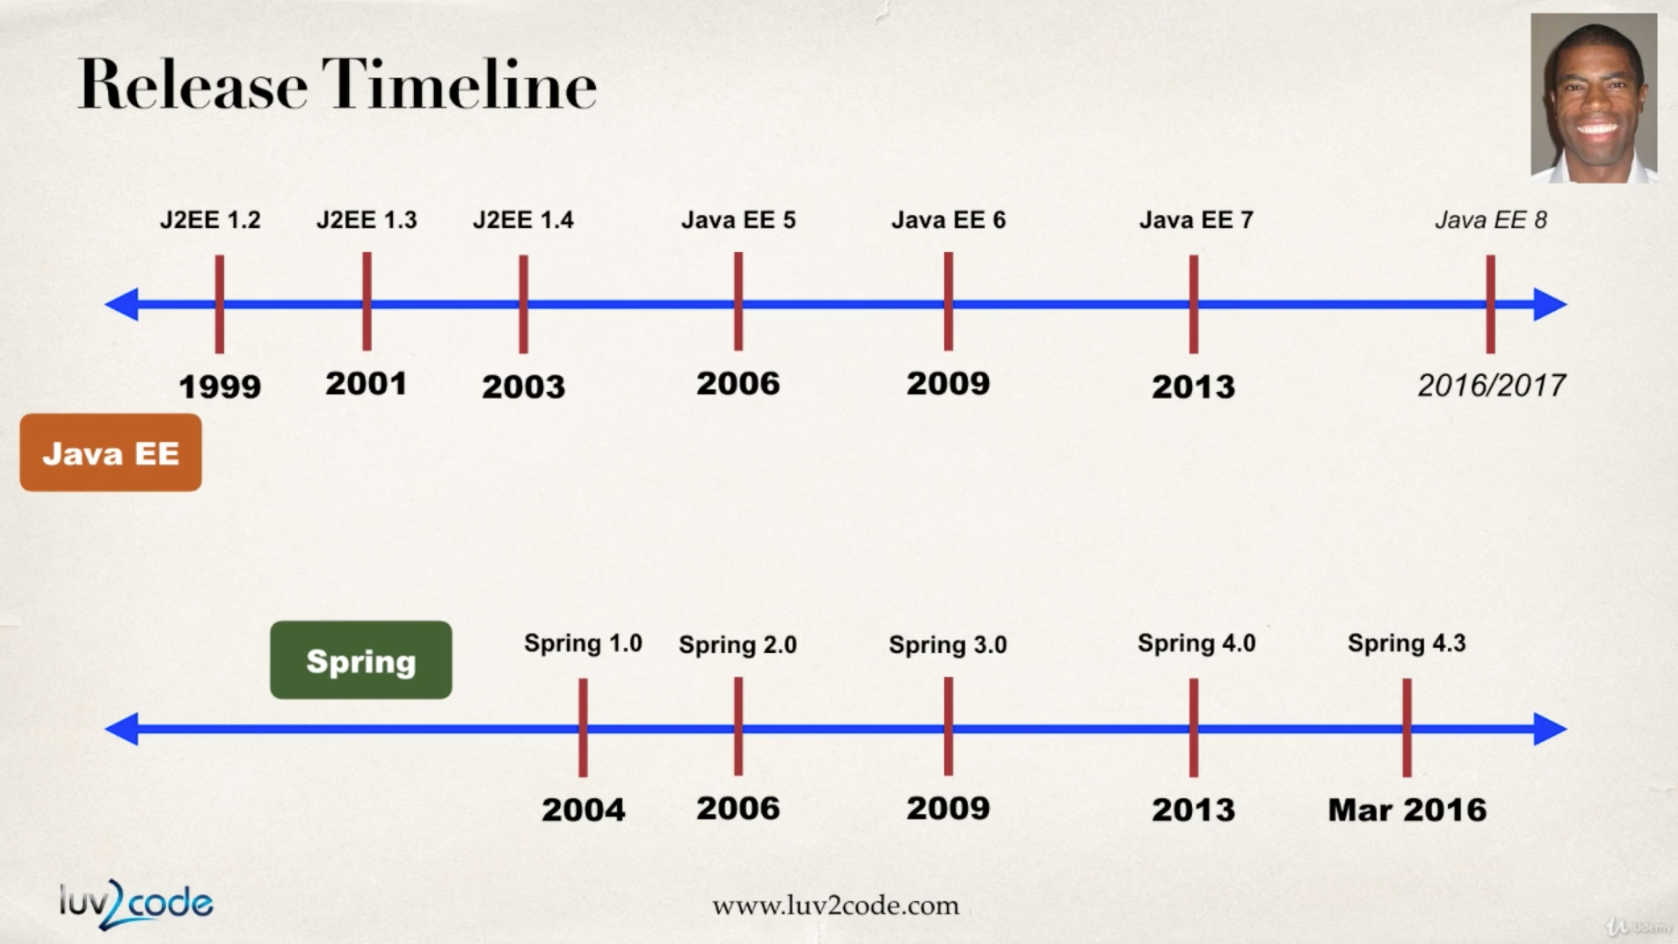 Release Timeline
J2EE 1.2 J2EE 1.3 J2EE 1.4 Java EE 5 Java EE 6 Java EE 7 Java EE 8
1999 2001 2003 2006 2009 2013 2016/2017
Java EE
Spring
Spring 1.0 Spring 2.0 Spring 3.0 Spring 4.0 Spring 4.3
2004 2006 2009 2013 Mar 2016
luv2code
www.luv2code.com
Udemy